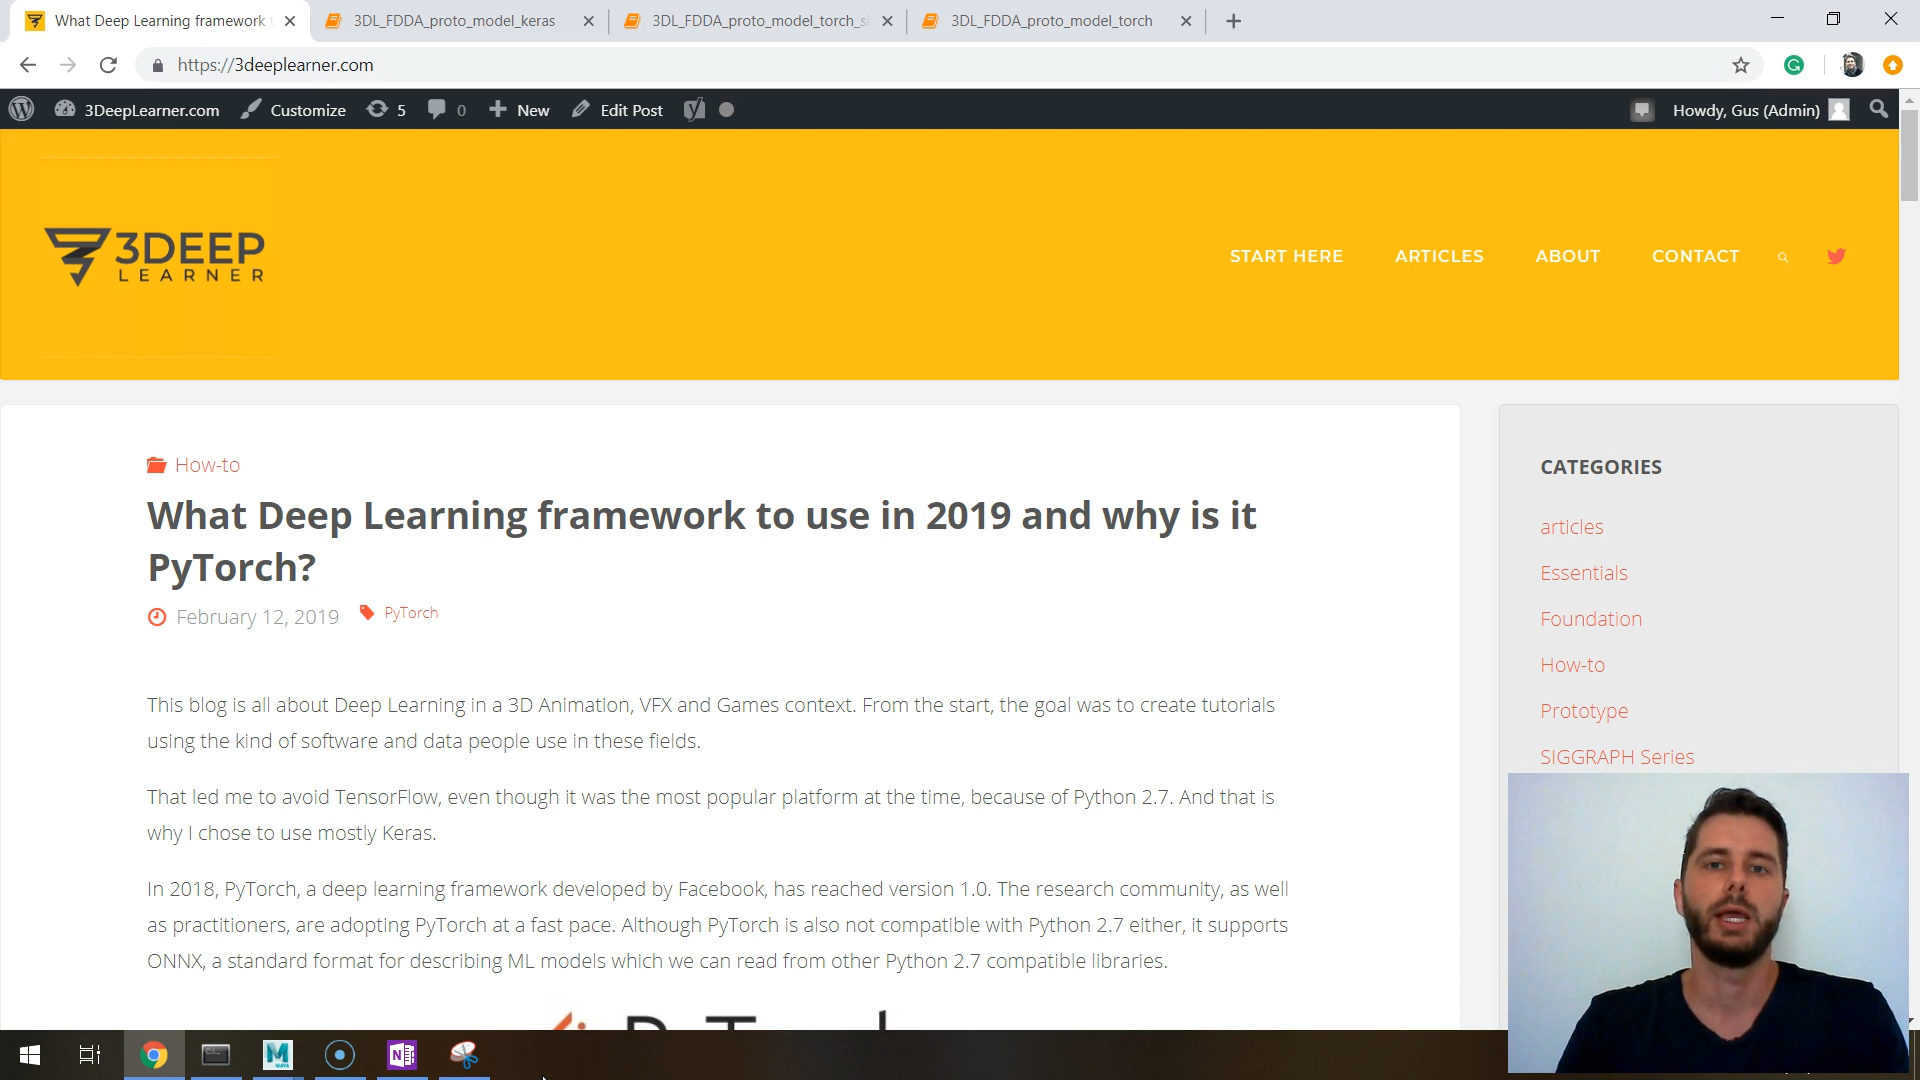 What Deep Learning framework
3DL_FDDA_proto_model_keras
3DL_FDDA_proto_model_torch_si
3DL_FDDA_proto_model_torch
https://3deeplearner.com
3DeepLearner.com
Customize
5
0
New
Edit Post
Howdy, Gus (Admin)
3DEEP
LEARNER
START HERE
ARTICLES
ABOUT
CONTACT
How-to
What Deep Learning framework to use in 2019 and why is it
PyTorch?
February 12, 2019
PyTorch
This blog is all about Deep Learning in a 3D Animation, VFX and Games context. From the start, the goal was to create tutorials
using the kind of software and data people use in these fields.
That led me to avoid TensorFlow, even though it was the most popular platform at the time, because of Python 2.7. And that is
why I chose to use mostly Keras.
In 2018, PyTorch, a deep learning framework developed by Facebook, has reached version 1.0. The research community, as well
as practitioners, are adopting PyTorch at a fast pace. Although PyTorch is also not compatible with Python 2.7 either, it supports
ONNX, a standard format for describing ML models which we can read from other Python 2.7 compatible libraries.
CATEGORIES
articles
Essentials
Foundation
How-to
Prototype
SIGGRAPH Series